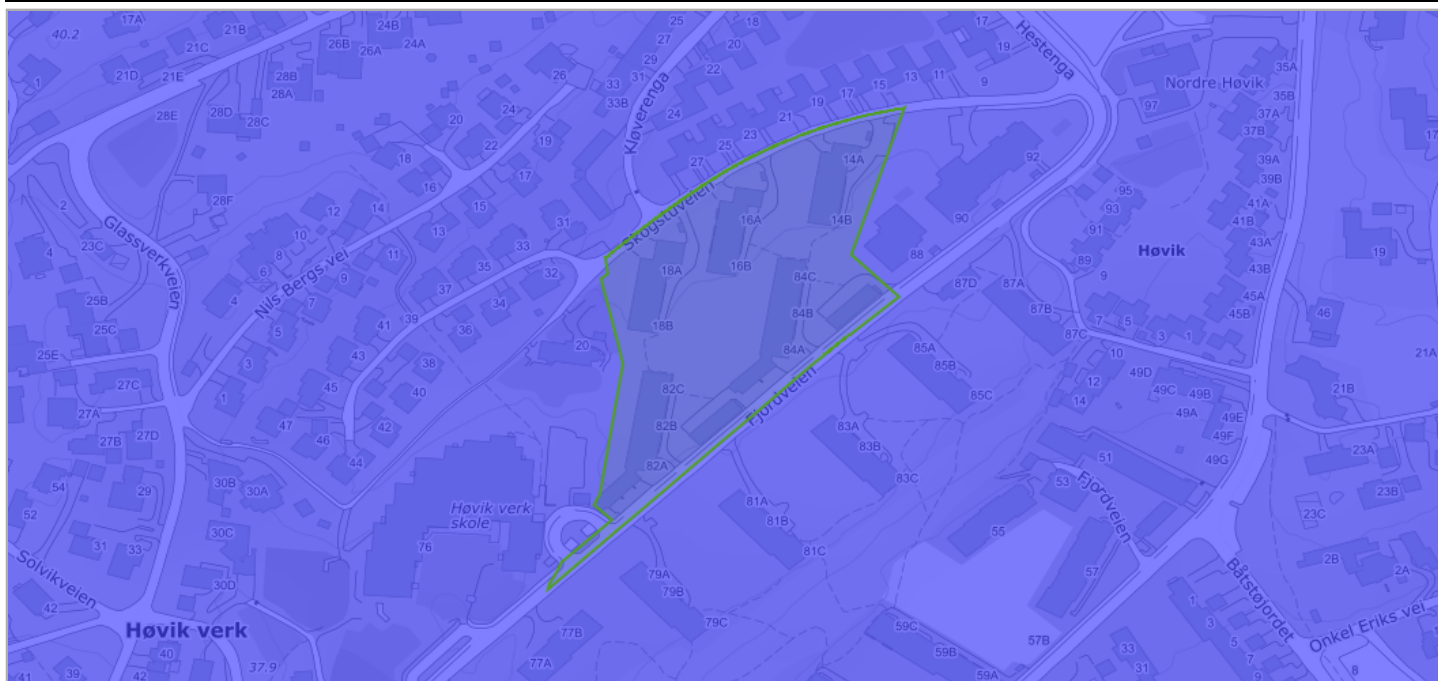 17A
40.2
21B
21C
21D
21E
24B
24A
26B
26A
28B
28A
28C
28D
28E
28F
25
27
29
31
33
33B
18
20
22
24
26
Kløverenga
17
19
Hestenga
Nordre Høvik
97
35A
35B
37A
37B
39A
39B
41A
41B
43A
43B
45A
45B
17
19
46
21A
21B
1
2
4
23C
Glassverkveien
25B
25C
25E
27C
27A
27B
27D
Nils Bergs vei
20
24
22
19
18
16
17
15
14
12
13
10
8
6
11
9
7
4
5
3
1
31
33
35
32
37
34
39
36
41
43
38
40
45
47
46
42
44
20
Skogstuveien
27
25
23
21
19
17
15
13
11
9
14A
14B
16A
16B
18A
18B
84C
84B
84A
82C
82B
82A
Fjordveien
92
90
88
87D
87A
87B
87C
95
93
91
89
9
Høvik
7
5
3
1
10
12
14
49D
49C
49B
49A
49E
49F
49G
85A
85B
85C
83A
83B
83C
81A
81B
81C
79A
79B
79C
77B
77A
Høvik verk
skole
76
54
52
29
31
33
30B
30A
30C
30D
Solvikveien
42
Høvik verk
40
42
41
39
37.9
51
53
55
57
57B
Fjordveien
59C
59B
59A
23A
23B
23C
2B
2A
Båtstøjordet
Onkel Eriks vei
1
3
5
7
9
33
31
8